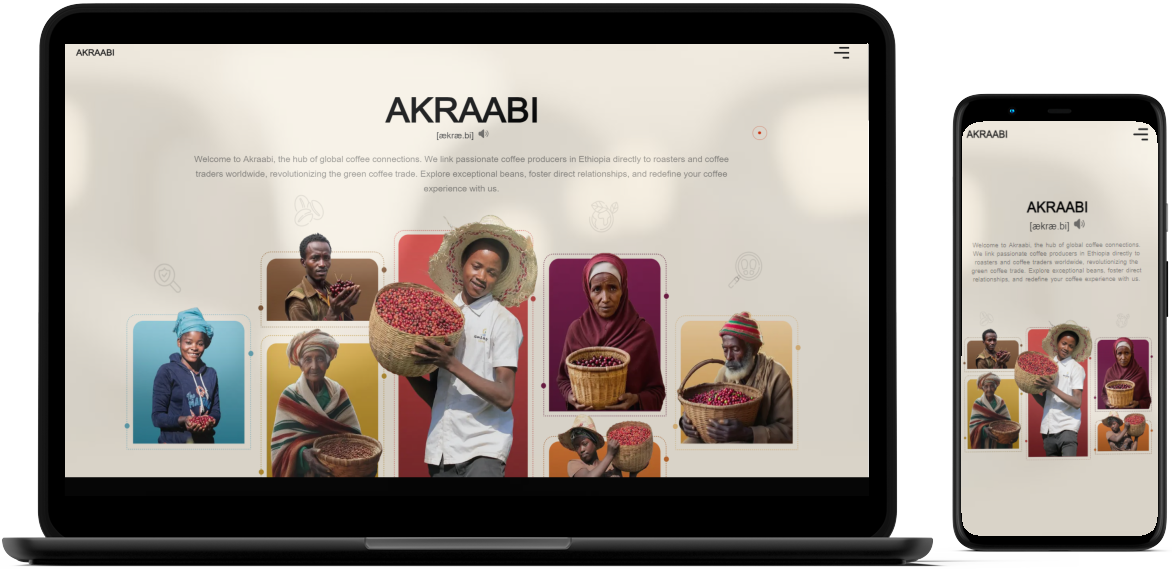 AKRAABI
AKRAABI
[ækræ.bi]
Welcome to Akraabi, the hub of global coffee connections. We link passionate coffee producers in Ethiopia directly to roasters and coffee
traders worldwide, revolutionizing the green coffee trade. Explore exceptional beans, foster direct relationships, and redefine your coffee
experience with us.
AKRAABI
AKRAABI
[ækræ.bi]
Welcome to Akraabi, the hub of global coffee connections.
We link passionate coffee producers in Ethiopia directly to
roasters and coffee traders worldwide, revolutionizing the
green coffee trade. Explore exceptional beans, foster direct
relationships, and redefine your coffee experience with us.